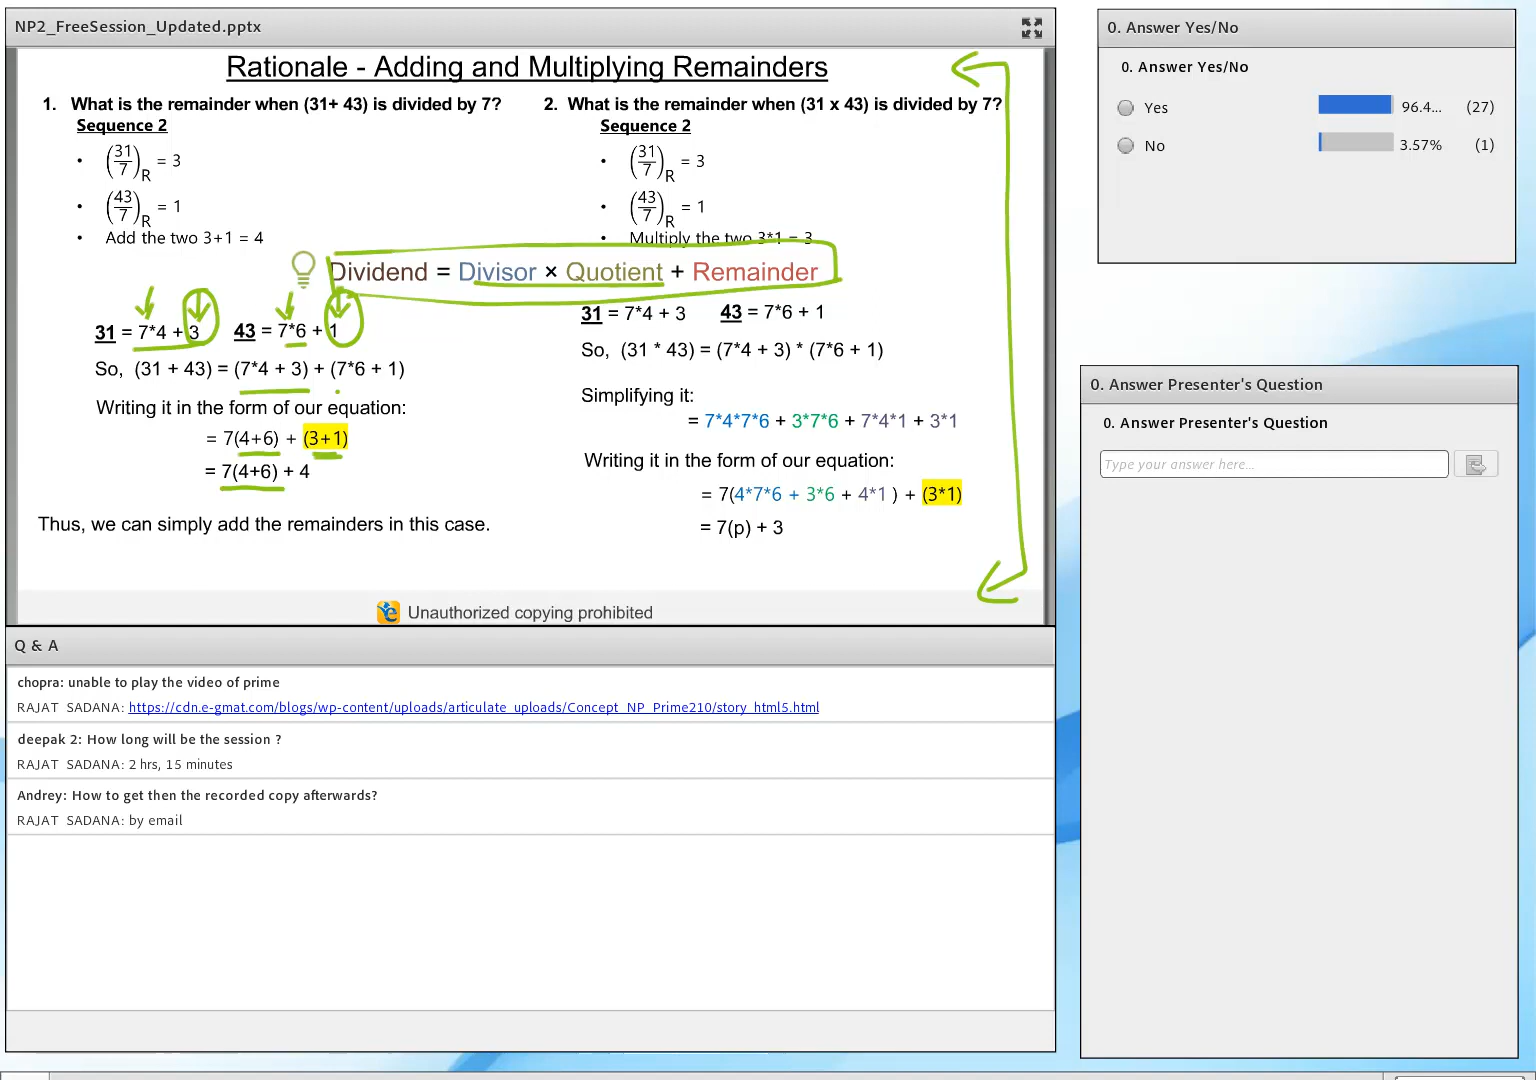 NP2_FreeSession_Updated.pptx
Rationale - Adding and Multiplying Remainders
1. What is the remainder when (31+ 43) is divided by 7?
Sequence 2
• (31/7)R = 3
• (43/7)R = 1
• Add the two 3+1 = 4
2. What is the remainder when (31 x 43) is divided by 7?
Sequence 2
• (31/7)R = 3
• (43/7)R = 1
• Multiply the two 3*1 = 3
Dividend = Divisor × Quotient + Remainder
31 = 7*4 + 3 43 = 7*6 + 1
So, (31 + 43) = (7*4 + 3) + (7*6 + 1)
Writing it in the form of our equation:
= 7(4+6) + (3+1)
= 7(4+6) + 4
Thus, we can simply add the remainders in this case.
31 = 7*4 + 3 43 = 7*6 + 1
So, (31 * 43) = (7*4 + 3) * (7*6 + 1)
Simplifying it:
= 7*4*7*6 + 3*7*6 + 7*4*1 + 3*1
Writing it in the form of our equation:
= 7(4*7*6 + 3*6 + 4*1 ) + (3*1)
= 7(p) + 3
Unauthorized copying prohibited
Q & A
chopra: unable to play the video of prime
RAJAT SADANA: https://cdn.e-gmat.com/blogs/wp-content/uploads/articulate_uploads/Concept_NP_Prime210/story_html5.html
deepak 2: How long will be the session ?
RAJAT SADANA: 2 hrs, 15 minutes
Andrey: How to get then the recorded copy afterwards?
RAJAT SADANA: by email
0. Answer Yes/No
0. Answer Yes/No
Yes 96.4... (27)
No 3.57% (1)
0. Answer Presenter's Question
0. Answer Presenter's Question
Type your answer here...